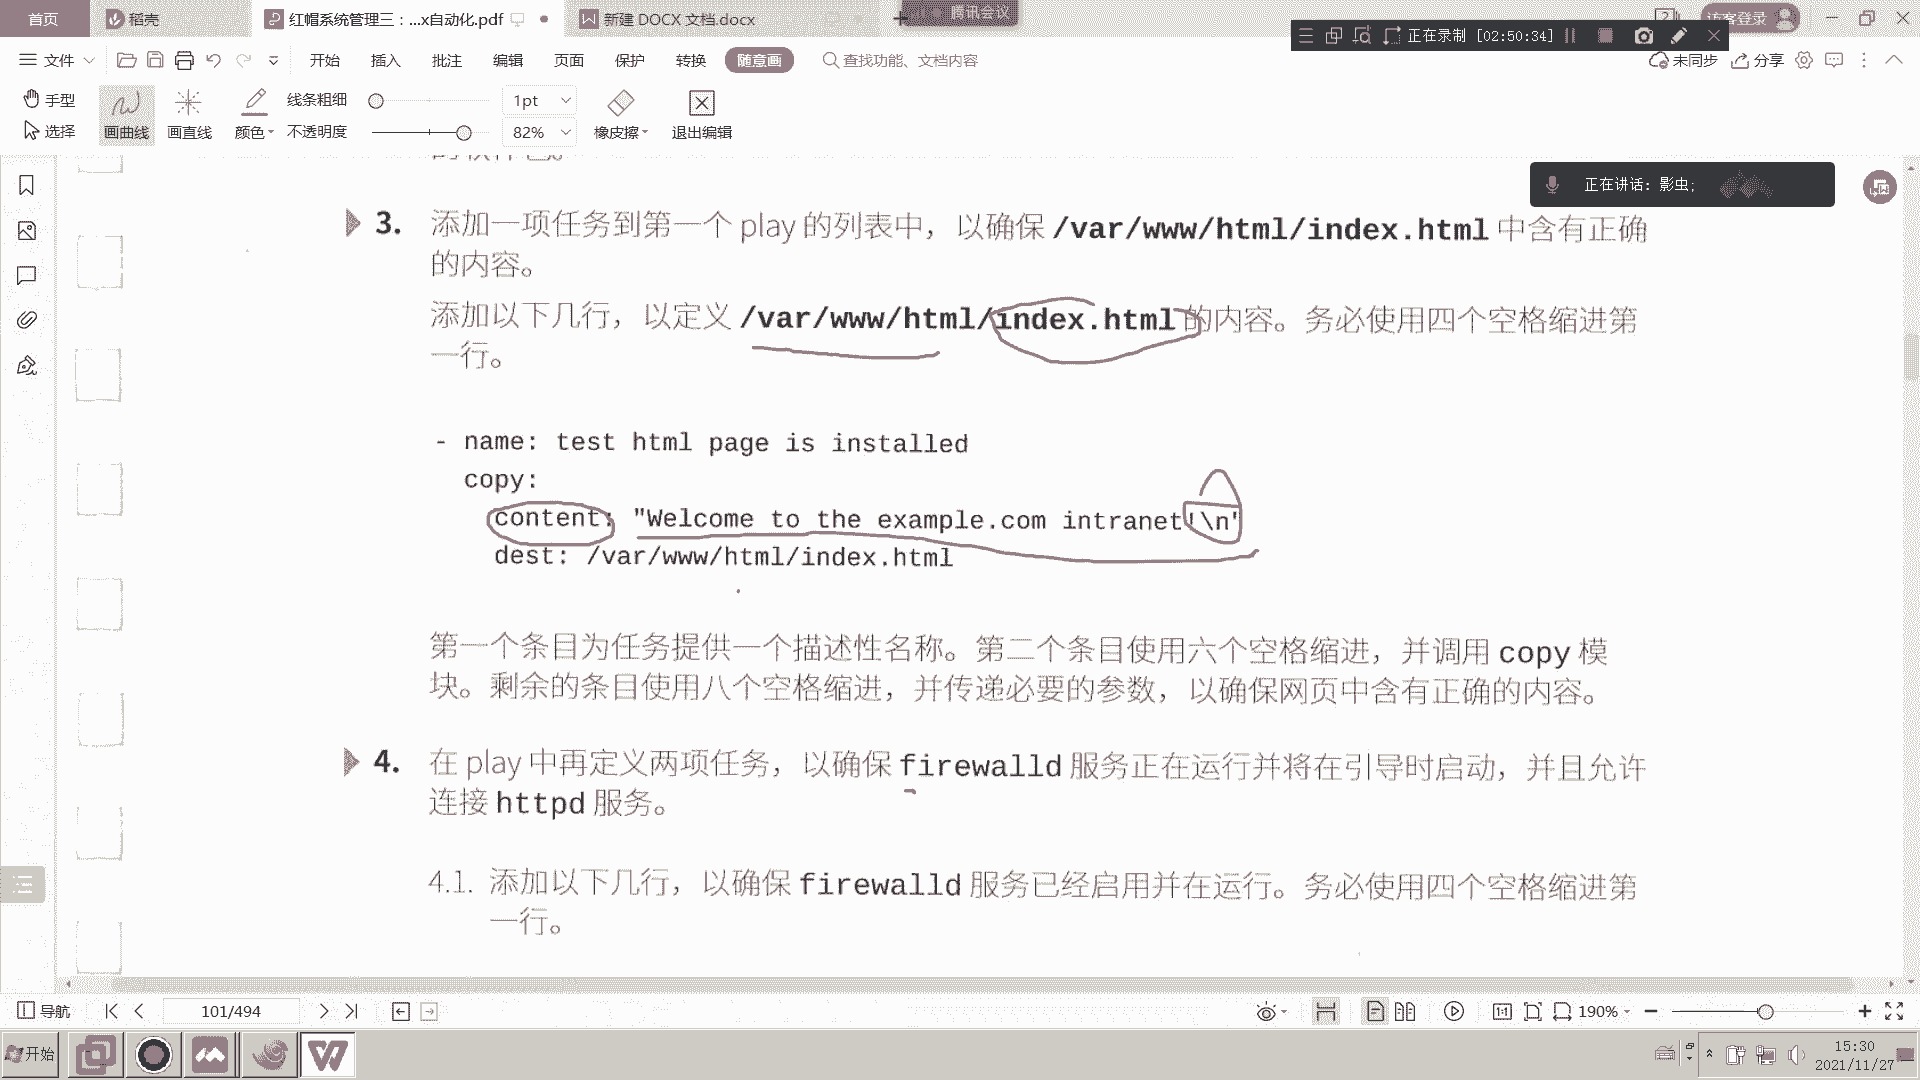 首页
稻壳
红帽系统管理三：...x自动化.pdf
新建 DOCX 文档.docx
腾讯会议
访客登录
正在录制 [02:50:34]
文件
开始
插入
批注
编辑
页面
保护
转换
随意画
查找功能、文档内容
未同步
分享
手型
选择
画曲线
画直线
颜色
线条粗细
不透明度
1pt
82%
橡皮擦
退出编辑
正在讲话：影虫;
3. 添加一项任务到第一个 play 的列表中，以确保 /var/www/html/index.html 中含有正确
的内容。
添加以下几行，以定义 /var/www/html/index.html 的内容。务必使用四个空格缩进第
一行。
- name: test html page is installed
copy:
content: "Welcome to the example.com intranet!\n"
dest: /var/www/html/index.html
第一个条目为任务提供一个描述性名称。第二个条目使用六个空格缩进，并调用 copy 模
块。剩余的条目使用八个空格缩进，并传递必要的参数，以确保网页中含有正确的内容。
4. 在 play 中再定义两项任务，以确保 firewalld 服务正在运行并将在引导时启动，并且允许
连接 httpd 服务。
4.1. 添加以下几行，以确保 firewalld 服务已经启用并在运行。务必使用四个空格缩进第
一行。
导航
101/494
190%
开始
15:30
2021/11/27